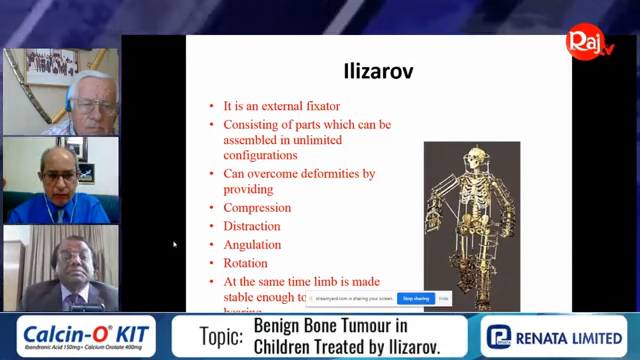 Raj
tv
Ilizarov
• It is an external fixator
• Consisting of parts which can be
assembled in unlimited
configurations
• Can overcome deformities by
providing
• Compression
• Distraction
• Angulation
• Rotation
• At the same time limb is made
stable enough to
streamyard.com is sharing your screen.
Stop sharing
Hide
Calcin-O® KIT
Ibandronic Acid 150mg + Calcium Orotate 400mg
Topic:
Benign Bone Tumour in
Children Treated by Ilizarov.
RENATA LIMITED